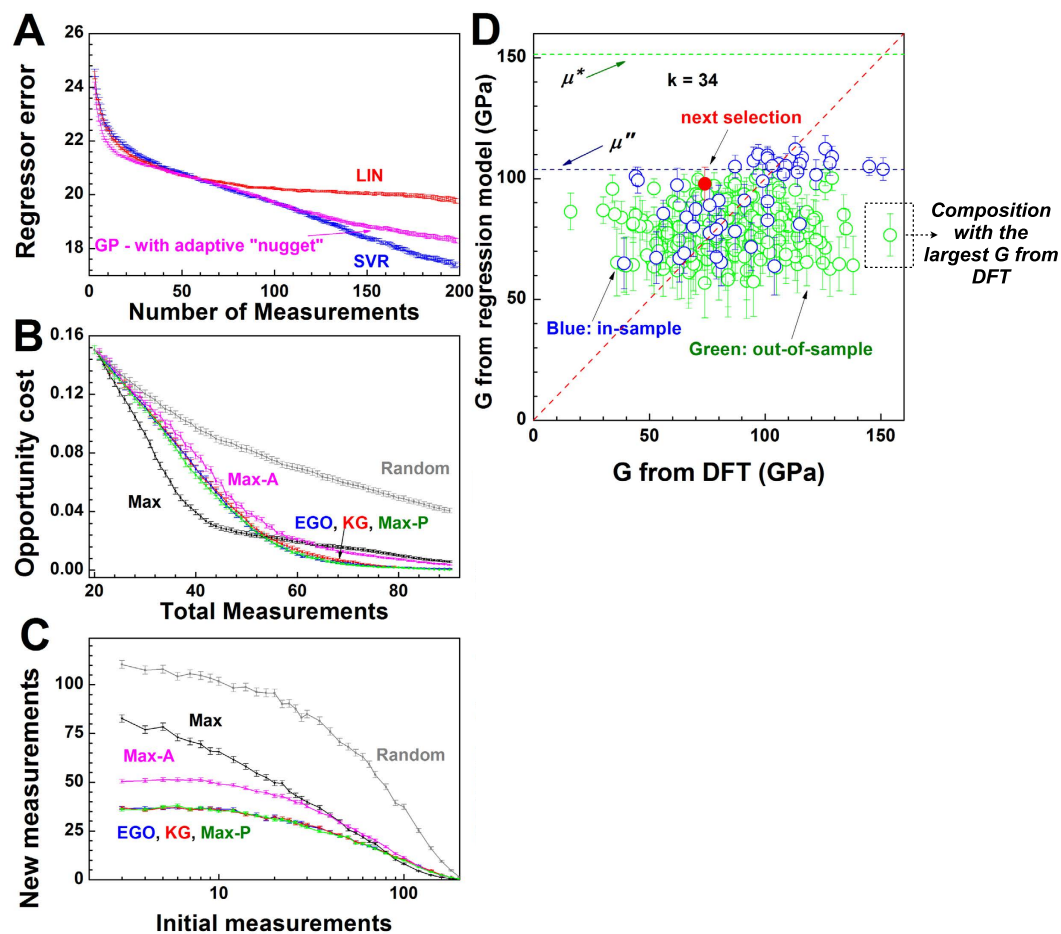 A
Regressor error
26
24
22
20
18
LIN
GP - with adaptive "nugget"
SVR
0 50 100 150 200
Number of Measurements
B
Opportunity cost
0.16
0.12
0.08
0.04
0.00
Random
Max-A
Max
EGO, KG, Max-P
20 40 60 80
Total Measurements
C
New measurements
100
75
50
25
0
Max
Random
Max-A
EGO, KG, Max-P
10 100
Initial measurements
D
G from regression model (GPa)
150
100
50
0
μ*
k = 34
next selection
μ"
Blue: in-sample
Green: out-of-sample
Composition
with the
largest G from
DFT
0 50 100 150
G from DFT (GPa)